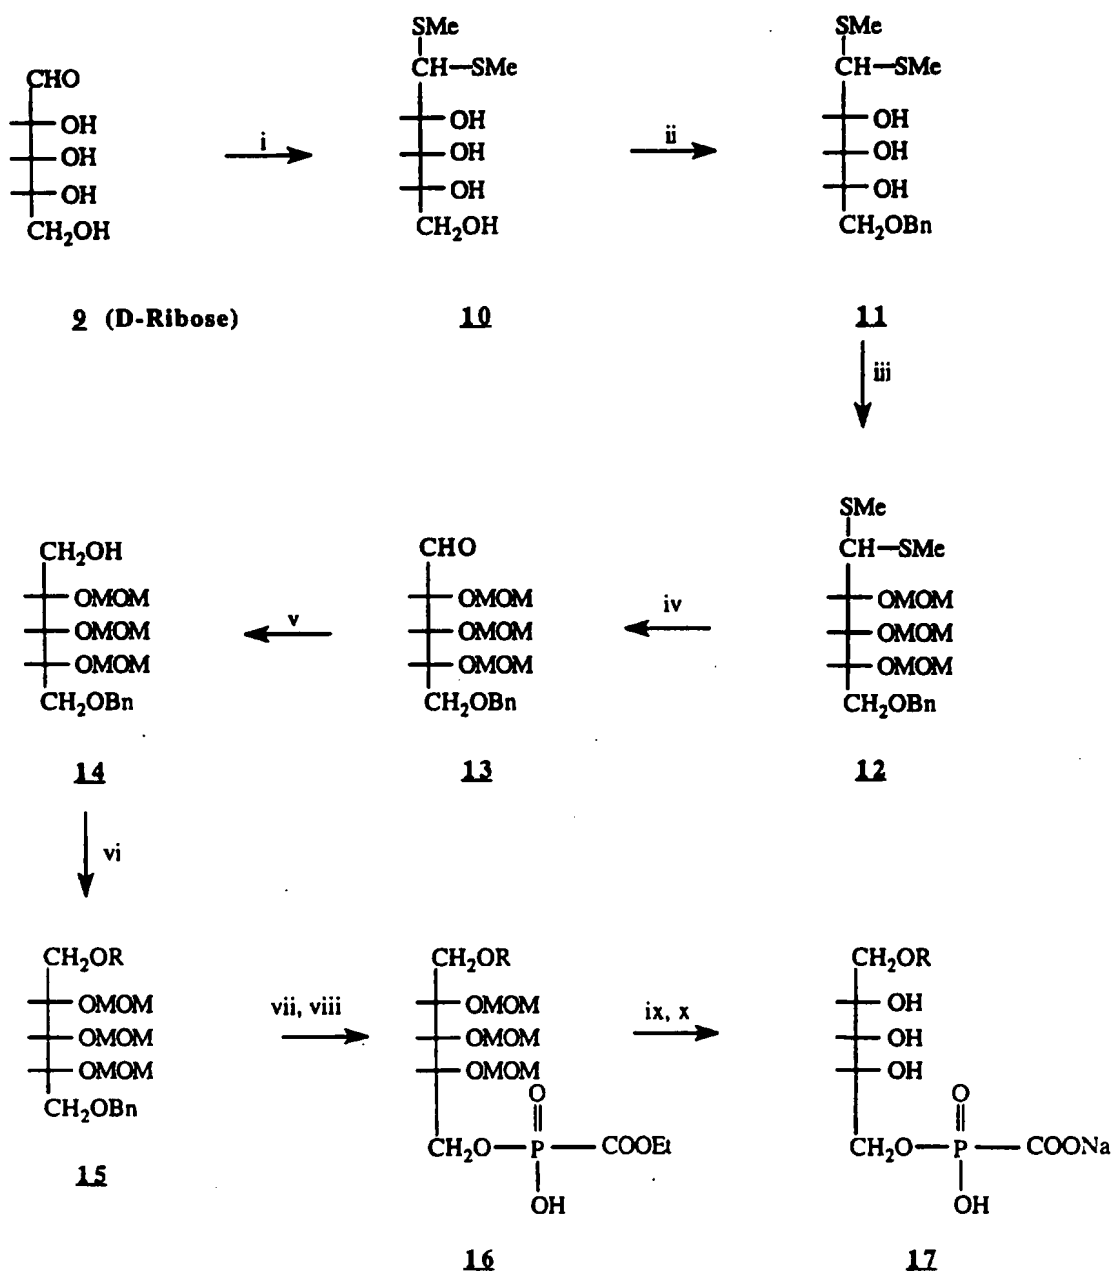 CHO
OH
OH
OH
CH2OH
9 (D-Ribose)
i
SMe
CH—SMe
OH
OH
OH
CH2OH
10
ii
SMe
CH—SMe
OH
OH
OH
CH2OBn
11
iii
CH2OH
OMOM
OMOM
OMOM
CH2OBn
14
v
CHO
OMOM
OMOM
OMOM
CH2OBn
13
iv
SMe
CH—SMe
OMOM
OMOM
OMOM
CH2OBn
12
vi
CH2OR
OMOM
OMOM
OMOM
CH2OBn
15
vii, viii
CH2OR
OMOM
OMOM
OMOM
O
CH2O—P—COOEt
OH
16
ix, x
CH2OR
OH
OH
OH
O
CH2O—P—COONa
OH
17